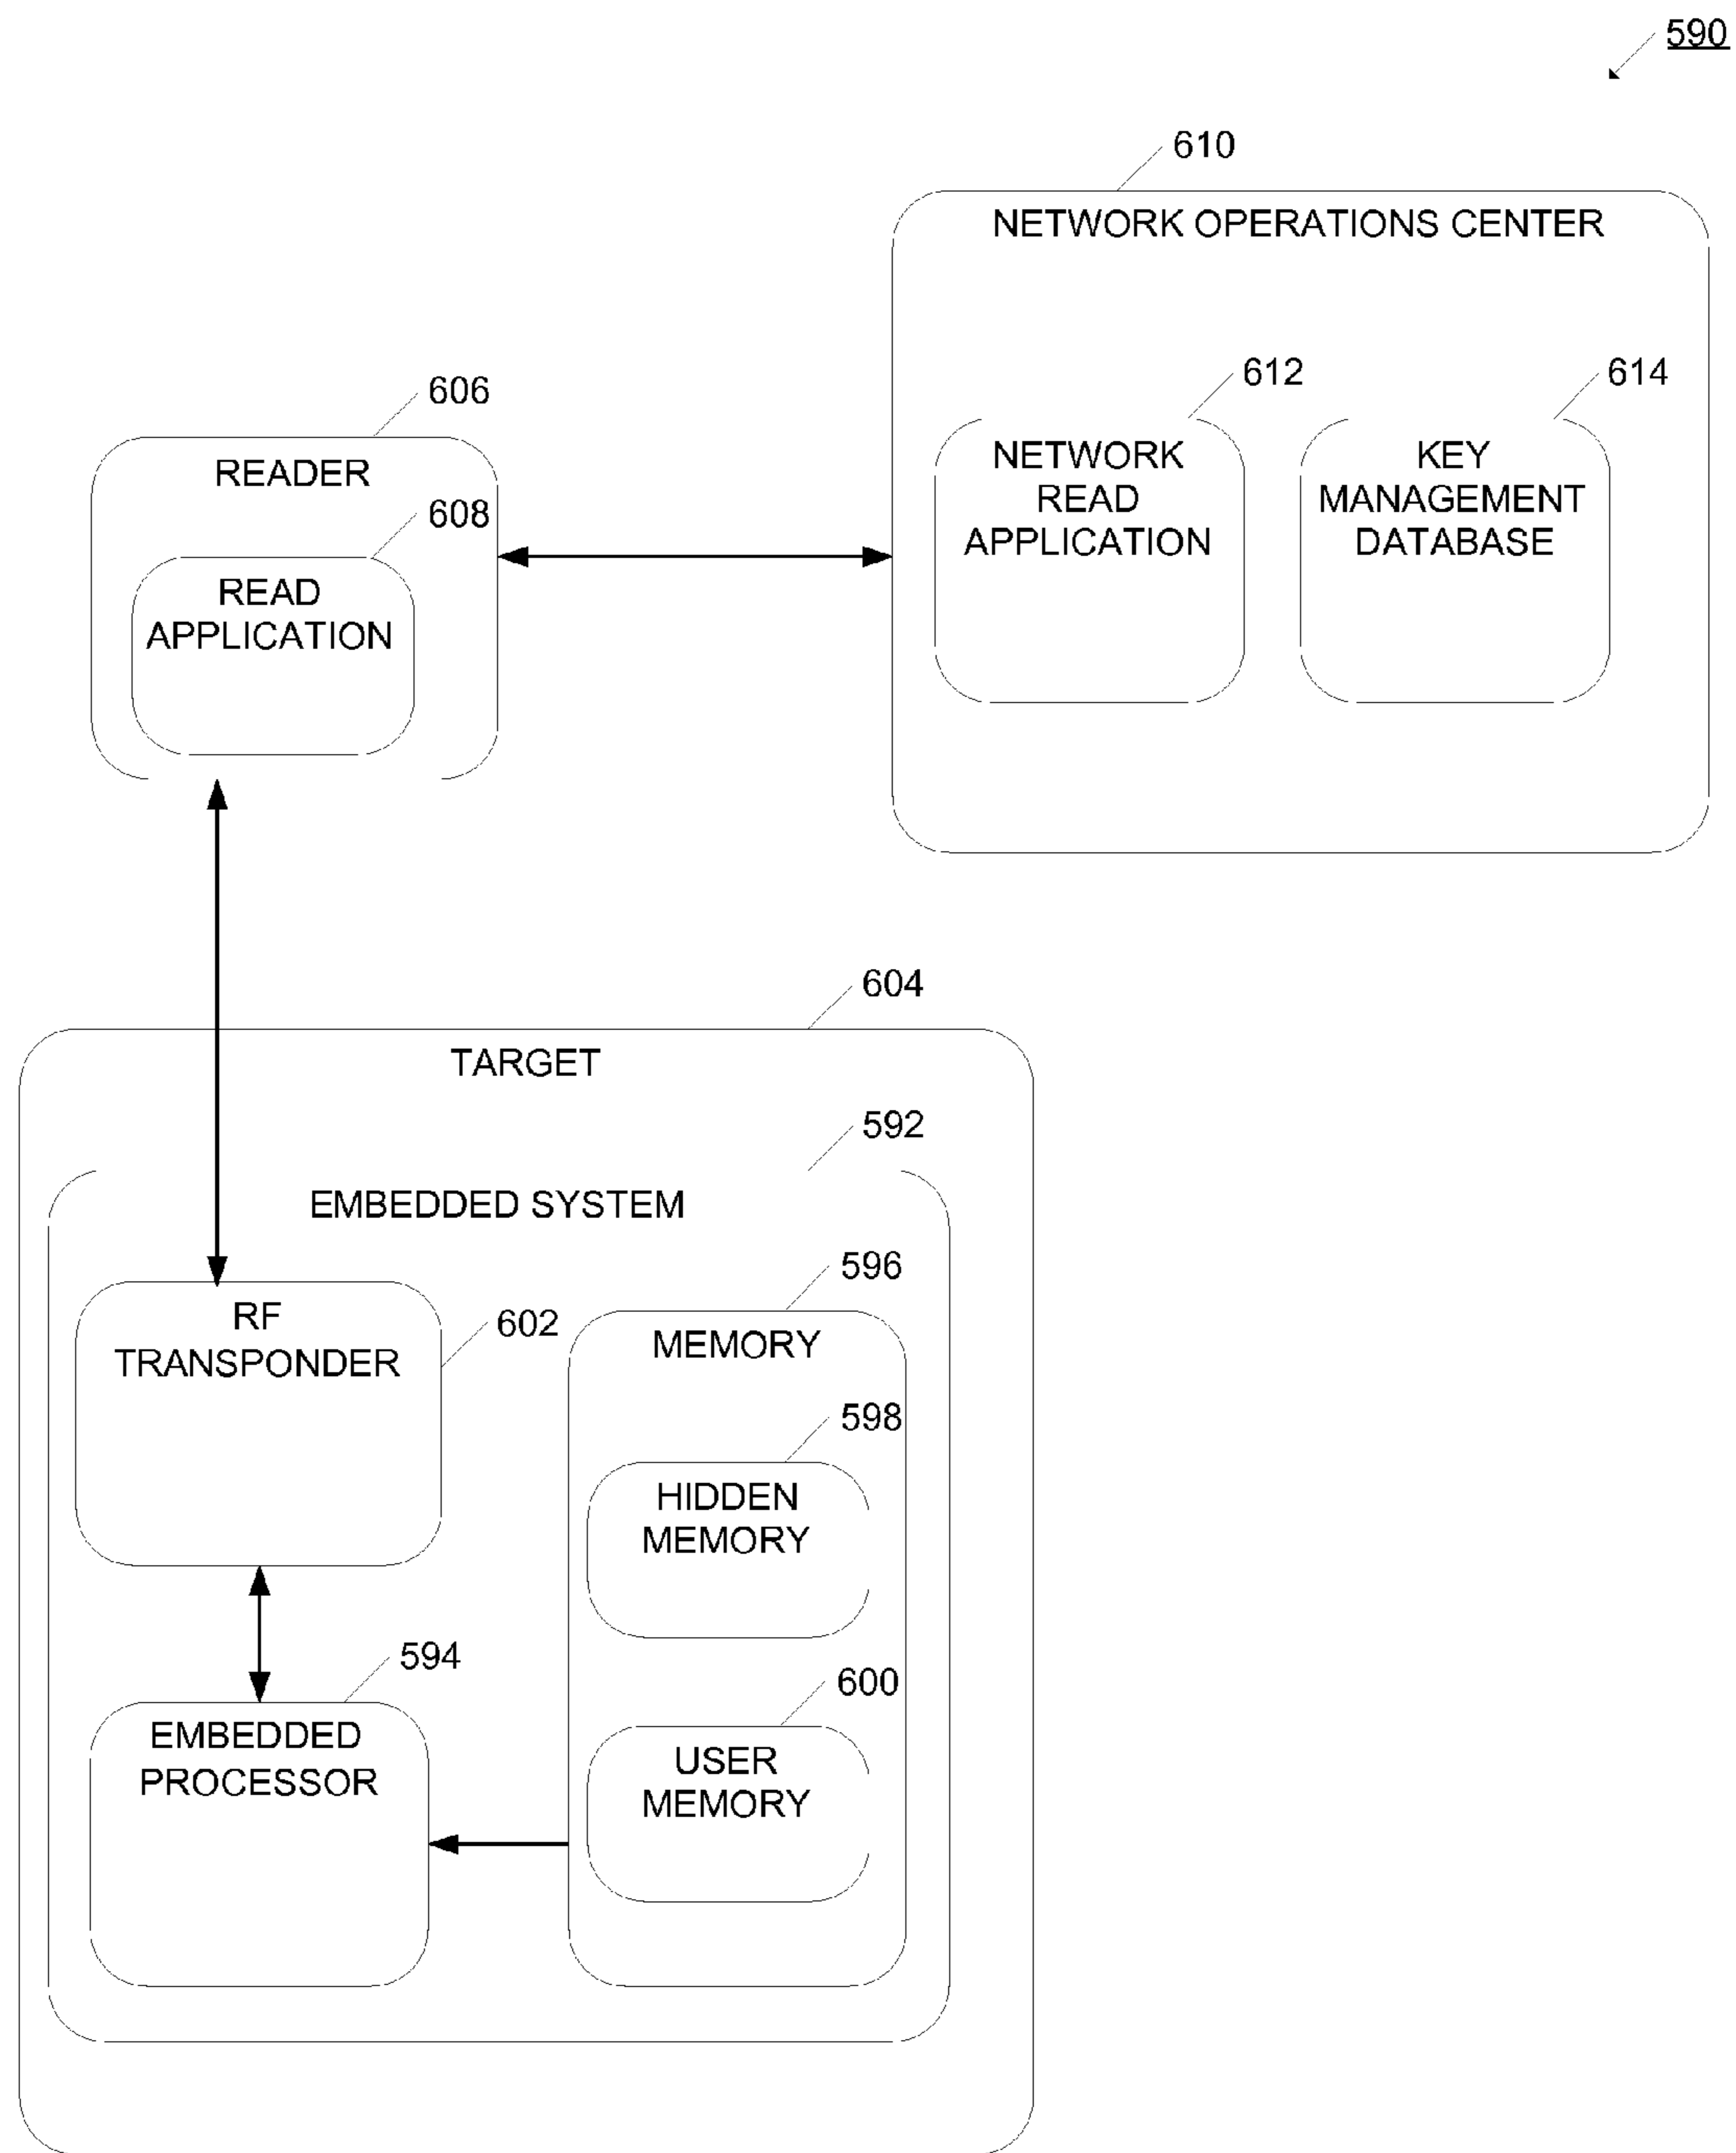 590
610
NETWORK OPERATIONS CENTER
612
NETWORK
READ
APPLICATION
614
KEY
MANAGEMENT
DATABASE
606
READER
608
READ
APPLICATION
604
TARGET
592
EMBEDDED SYSTEM
RF
TRANSPONDER
602
596
MEMORY
598
HIDDEN
MEMORY
594
EMBEDDED
PROCESSOR
600
USER
MEMORY